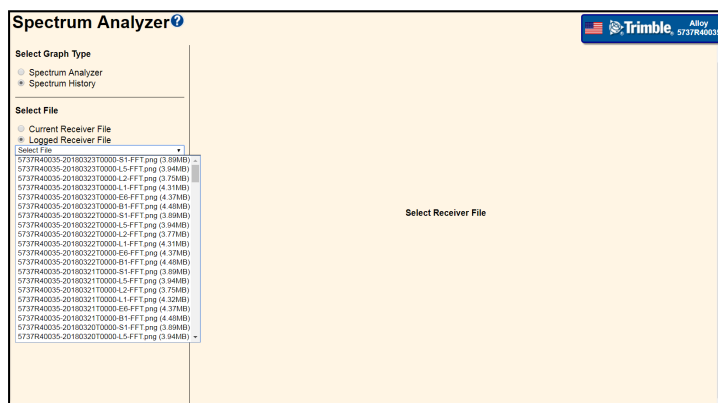 Spectrum Analyzer?
Trimble. Alloy
5737R40035
Select Graph Type
Spectrum Analyzer
Spectrum History
Select File
Current Receiver File
Logged Receiver File
Select File
5737R40035-20180323T0000-S1-FFT.png (3.89MB)
5737R40035-20180323T0000-L5-FFT.png (3.94MB)
5737R40035-20180323T0000-L2-FFT.png (3.75MB)
5737R40035-20180323T0000-L1-FFT.png (4.31MB)
5737R40035-20180323T0000-E6-FFT.png (4.37MB)
5737R40035-20180323T0000-B1-FFT.png (4.48MB)
5737R40035-20180322T0000-S1-FFT.png (3.89MB)
5737R40035-20180322T0000-L5-FFT.png (3.94MB)
5737R40035-20180322T0000-L2-FFT.png (3.77MB)
5737R40035-20180322T0000-L1-FFT.png (4.31MB)
5737R40035-20180322T0000-E6-FFT.png (4.37MB)
5737R40035-20180322T0000-B1-FFT.png (4.48MB)
5737R40035-20180321T0000-S1-FFT.png (3.89MB)
5737R40035-20180321T0000-L5-FFT.png (3.94MB)
5737R40035-20180321T0000-L2-FFT.png (3.75MB)
5737R40035-20180321T0000-L1-FFT.png (4.32MB)
5737R40035-20180321T0000-E6-FFT.png (4.37MB)
5737R40035-20180321T0000-B1-FFT.png (4.48MB)
5737R40035-20180320T0000-S1-FFT.png (3.89MB)
5737R40035-20180320T0000-L5-FFT.png (3.94MB)
Select Receiver File